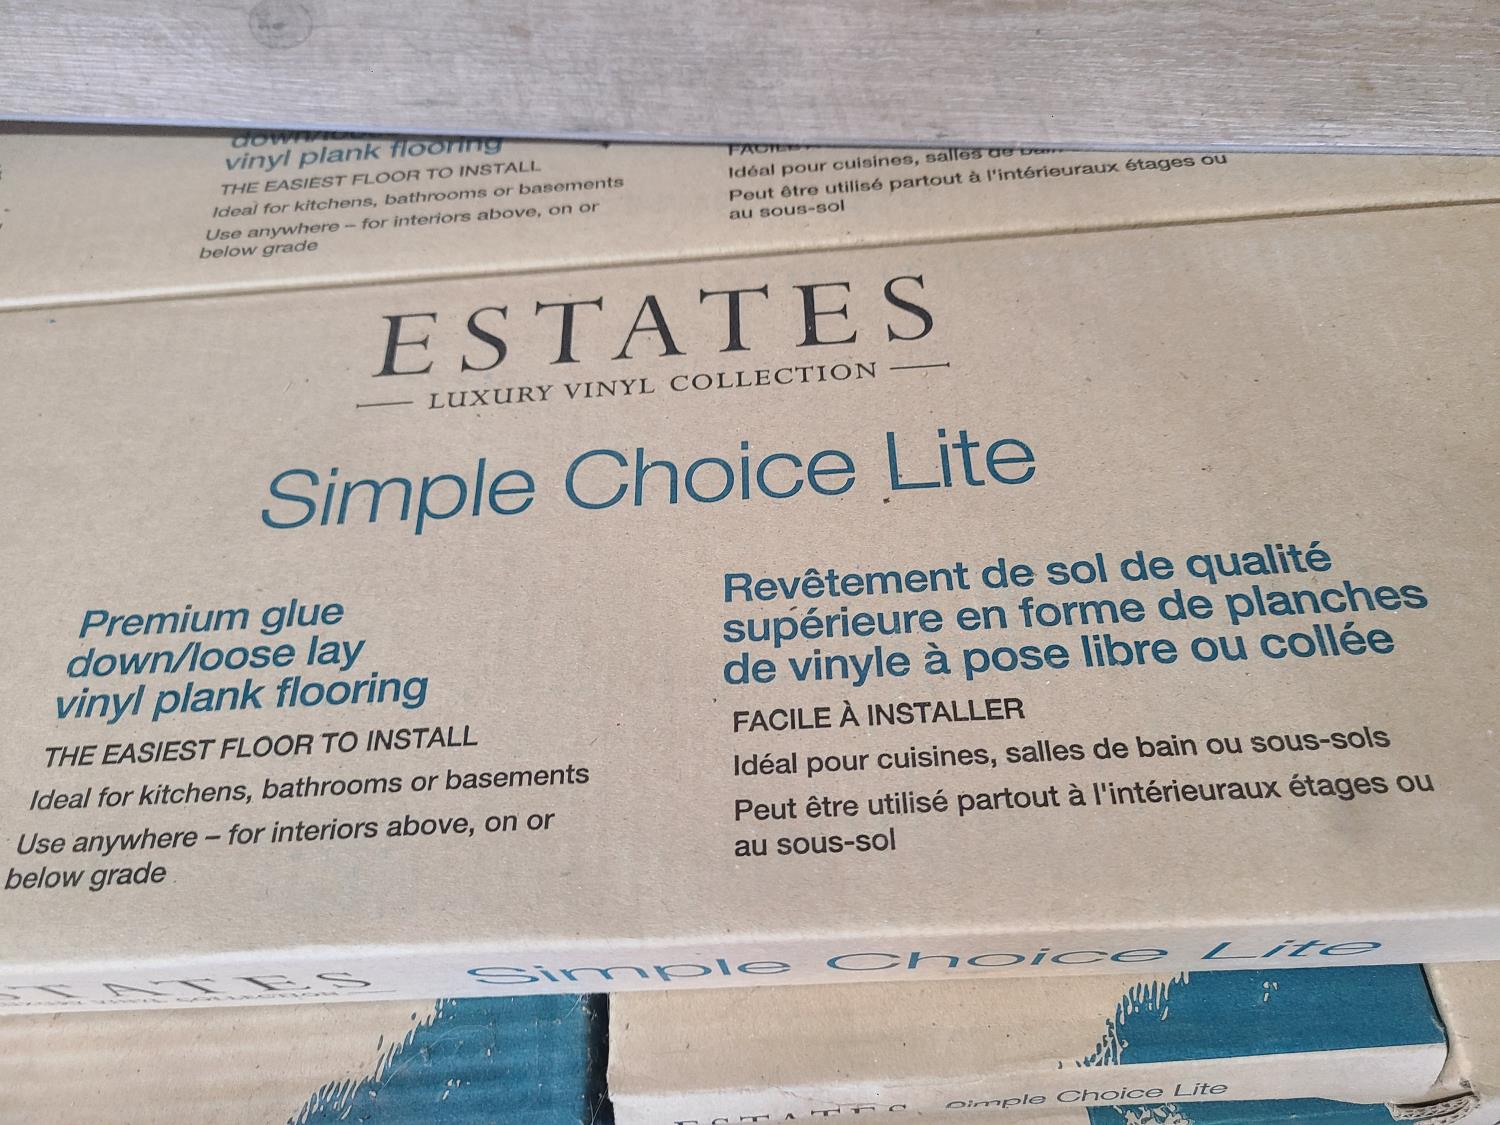 vinyl plank flooring
THE EASIEST FLOOR TO INSTALL
Ideal for kitchens, bathrooms or basements
Use anywhere – for interiors above, on or
below grade
Idéal pour cuisines, salles de
Peut être utilisé partout à l'intérieuraux étages ou
au sous-sol
ESTATES
LUXURY VINYL COLLECTION
Simple Choice Lite
Premium glue
down/loose lay
vinyl plank flooring
THE EASIEST FLOOR TO INSTALL
Ideal for kitchens, bathrooms or basements
Use anywhere – for interiors above, on or
below grade
Revêtement de sol de qualité
supérieure en forme de planches
de vinyle à pose libre ou collée
FACILE À INSTALLER
Idéal pour cuisines, salles de bain ou sous-sols
Peut être utilisé partout à l'intérieuraux étages ou
au sous-sol
Simple Choice Lite
Simple Choice Lite